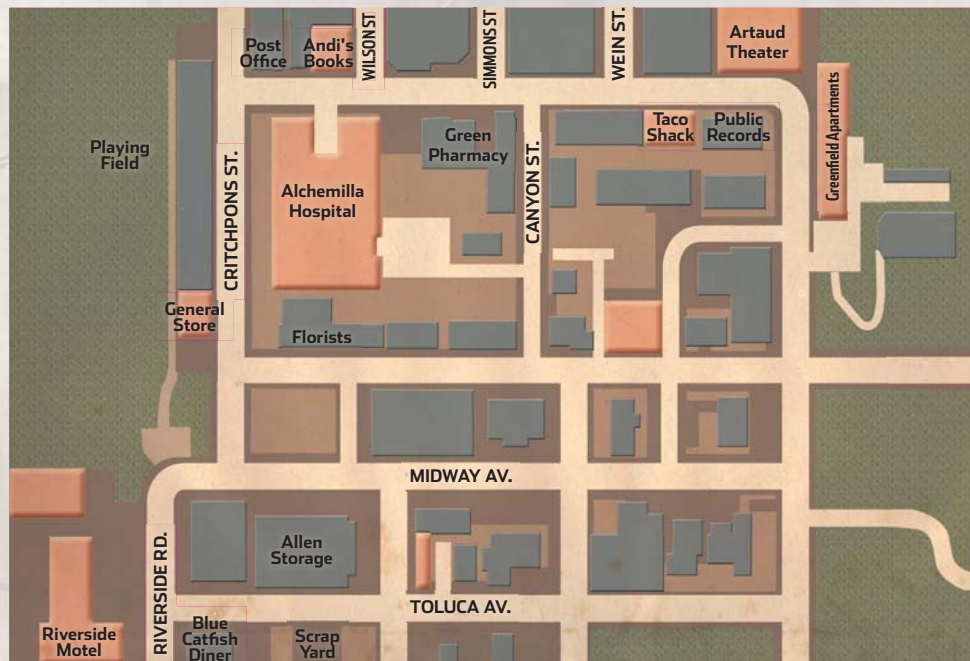 Post
Office
Andi's
Books
WILSON ST
SIMMONS ST
WEIN ST.
Artaud
Theater
Playing
Field
CRITCHPONS ST.
Alchemilla
Hospital
Green
Pharmacy
CANYON ST.
Taco
Shack
Public
Records
Greenfield Apartments
General
Store
Florists
MIDWAY AV.
RIVERSIDE RD.
Allen
Storage
TOLUCA AV.
Riverside
Motel
Blue
Catfish
Diner
Scrap
Yard